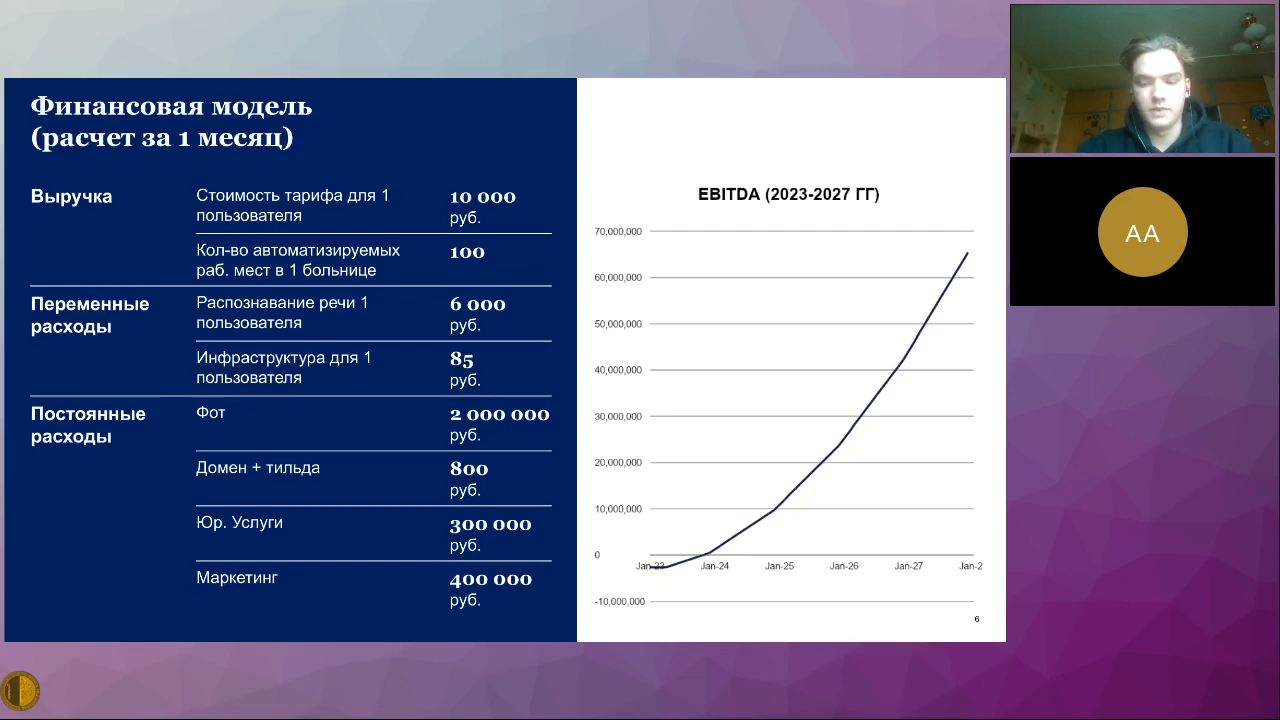 Финансовая модель
(расчет за 1 месяц)
Выручка
Стоимость тарифа для 1
пользователя
10 000
руб.
Кол-во автоматизируемых
раб. мест в 1 больнице
100
Переменные
расходы
Распознавание речи 1
пользователя
6 000
руб.
Инфраструктура для 1
пользователя
85
руб.
Постоянные
расходы
Фот
2 000 000
руб.
Домен + тильда
800
руб.
Юр. Услуги
300 000
руб.
Маркетинг
400 000
руб.
EBITDA (2023-2027 ГГ)
70,000,000
60,000,000
50,000,000
40,000,000
30,000,000
20,000,000
10,000,000
0
Jan-23
Jan-24
Jan-25
Jan-26
Jan-27
Jan-2
-10,000,000
6
AA